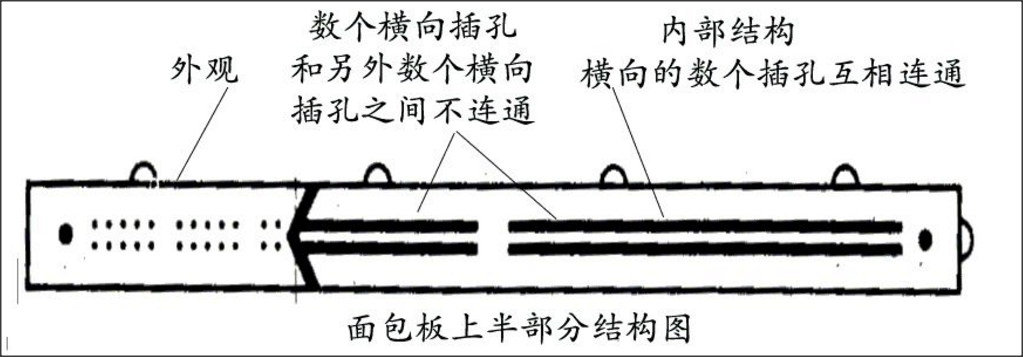 外观
数个横向插孔
和另外数个横向
插孔之间不连通
内部结构
横向的数个插孔互相连通
面包板上半部分结构图